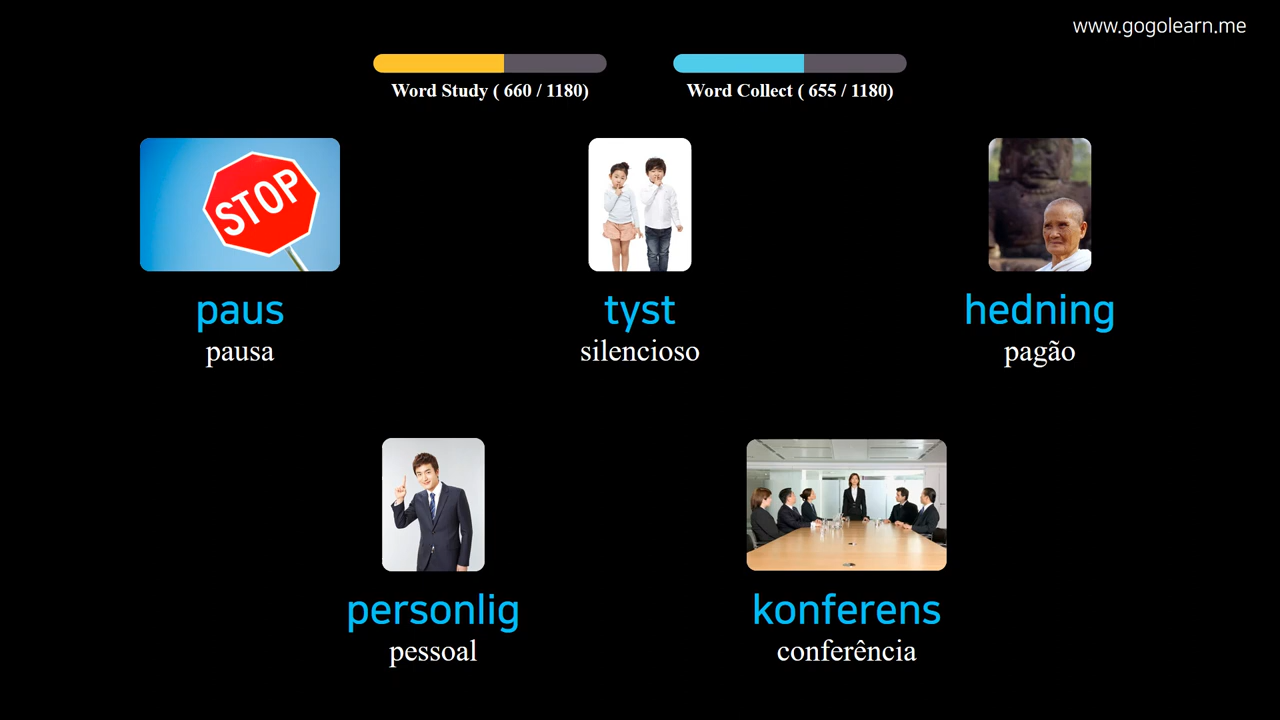 www.gogolearn.me
Word Study ( 660 / 1180)
Word Collect ( 655 / 1180)
STOP
paus
pausa
tyst
silencioso
hedning
pagão
personlig
pessoal
konferens
conferência